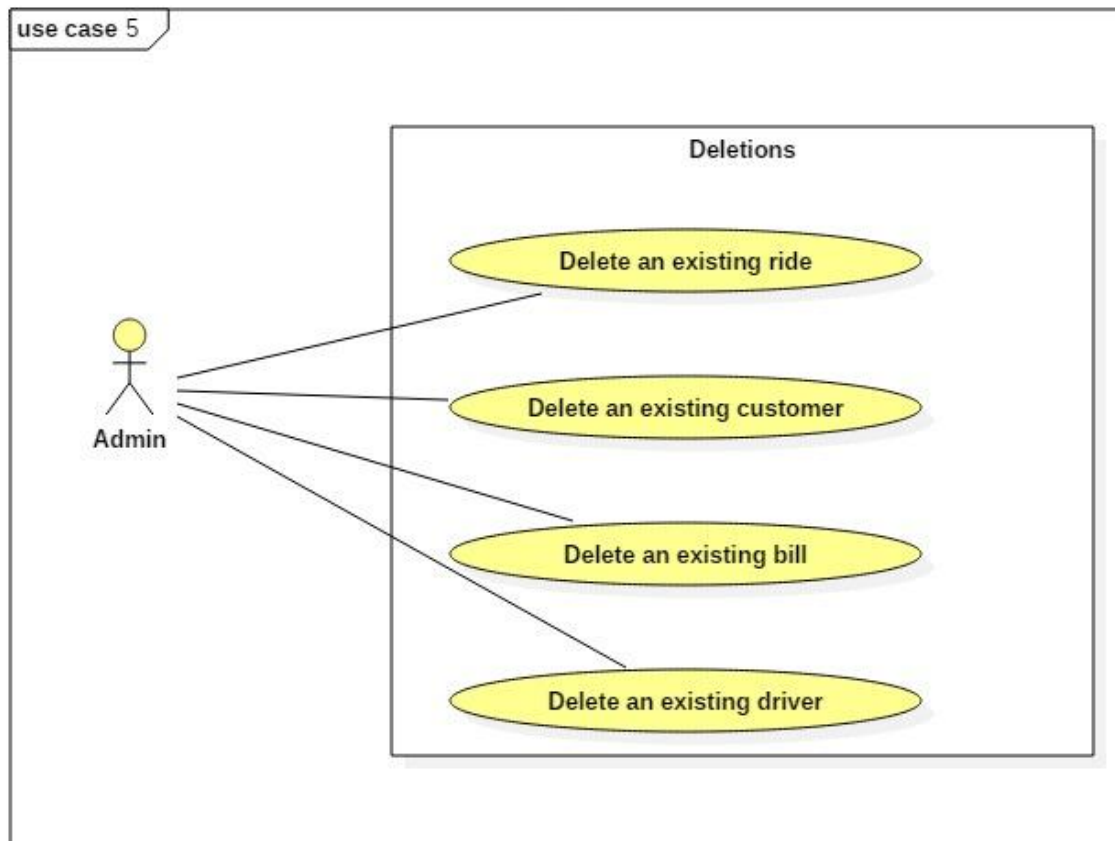 use case 5
Deletions
Delete an existing ride
Delete an existing customer
Admin
Delete an existing bill
Delete an existing driver